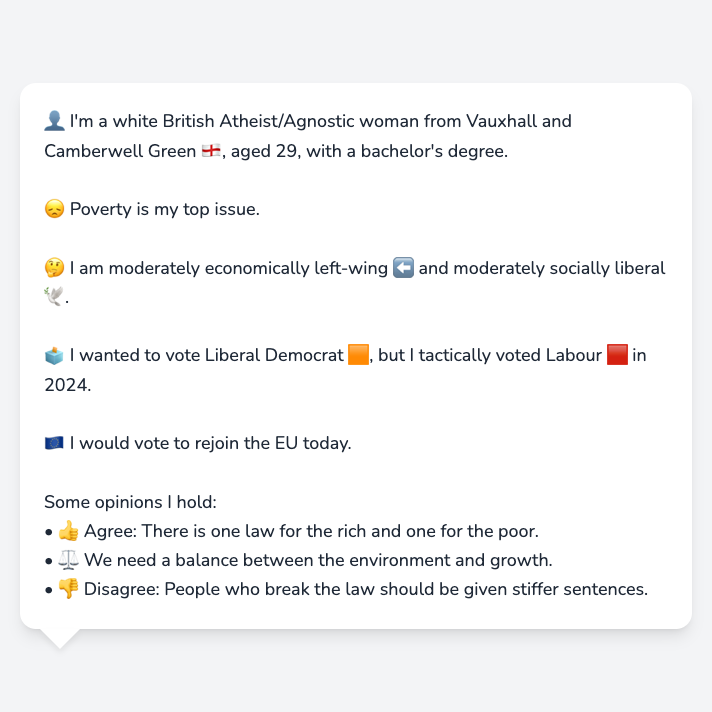 👤 I'm a white British Atheist/Agnostic woman from Vauxhall and
Camberwell Green 🏴󠁧󠁢󠁥󠁮󠁧󠁿, aged 29, with a bachelor's degree.
😞 Poverty is my top issue.
🤔 I am moderately economically left-wing ⬅️ and moderately socially liberal
🕊️.
🗳️ I wanted to vote Liberal Democrat 🟧, but I tactically voted Labour 🟥 in
2024.
🇪🇺 I would vote to rejoin the EU today.
Some opinions I hold:
• 👍 Agree: There is one law for the rich and one for the poor.
• ⚖️ We need a balance between the environment and growth.
• 👎 Disagree: People who break the law should be given stiffer sentences.